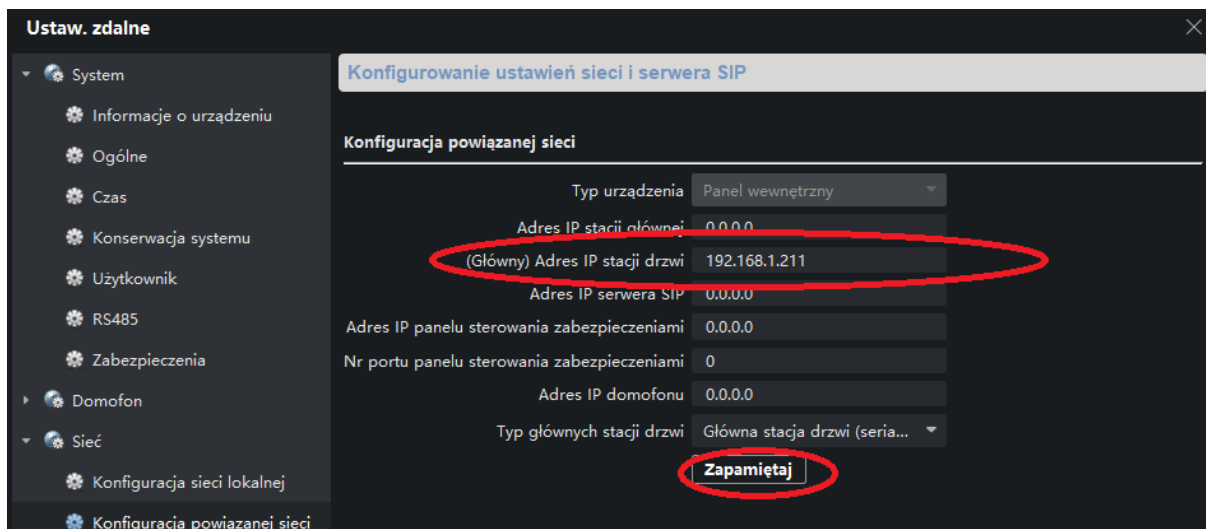 Ustaw. zdalne
System
Informacje o urządzeniu
Ogólne
Czas
Konserwacja systemu
Użytkownik
RS485
Zabezpieczenia
Domofon
Sieć
Konfiguracja sieci lokalnej
Konfiguracja powiązanej sieci
Konfigurowanie ustawień sieci i serwera SIP
Konfiguracja powiązanej sieci
Typ urządzenia Panel wewnętrzny
Adres IP stacji głównej 0.0.0.0
(Główny) Adres IP stacji drzwi 192.168.1.211
Adres IP serwera SIP 0.0.0.0
Adres IP panelu sterowania zabezpieczeniami 0.0.0.0
Nr portu panelu sterowania zabezpieczeniami 0
Adres IP domofonu 0.0.0.0
Typ głównych stacji drzwi Główna stacja drzwi (seria...
Zapamiętaj